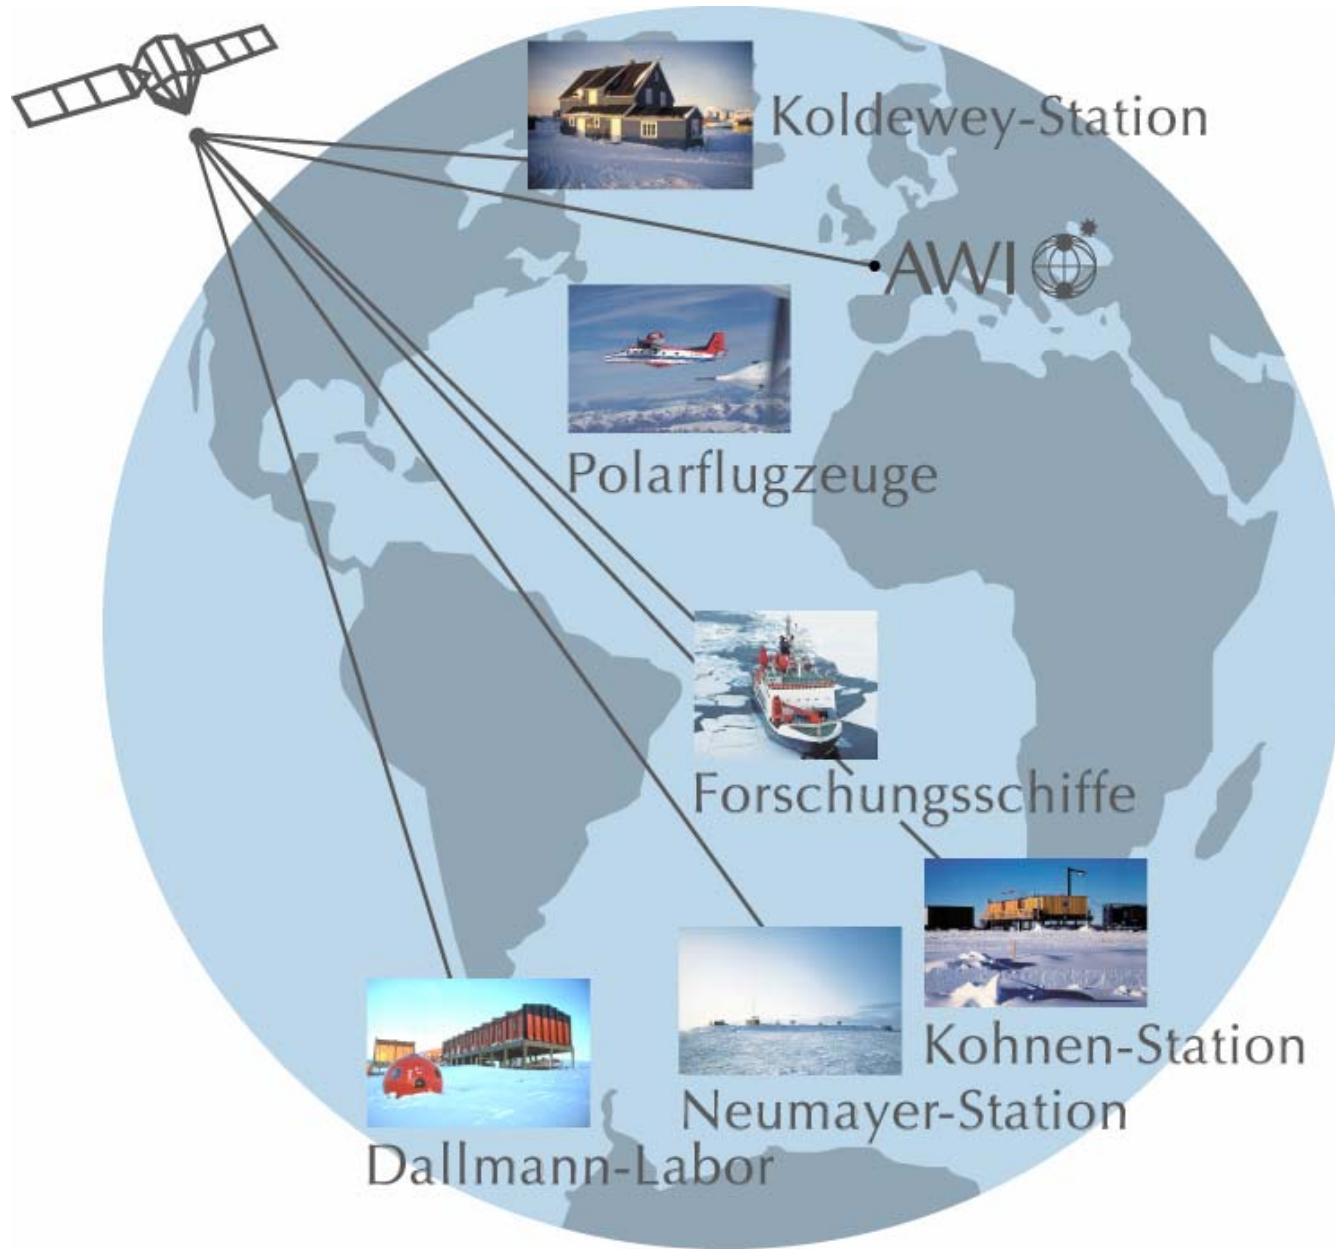 Koldewey-Station
AWI
Polarflugzeuge
Forschungsschiffe
Kohnen-Station
Neumayer-Station
Dallmann-Labor